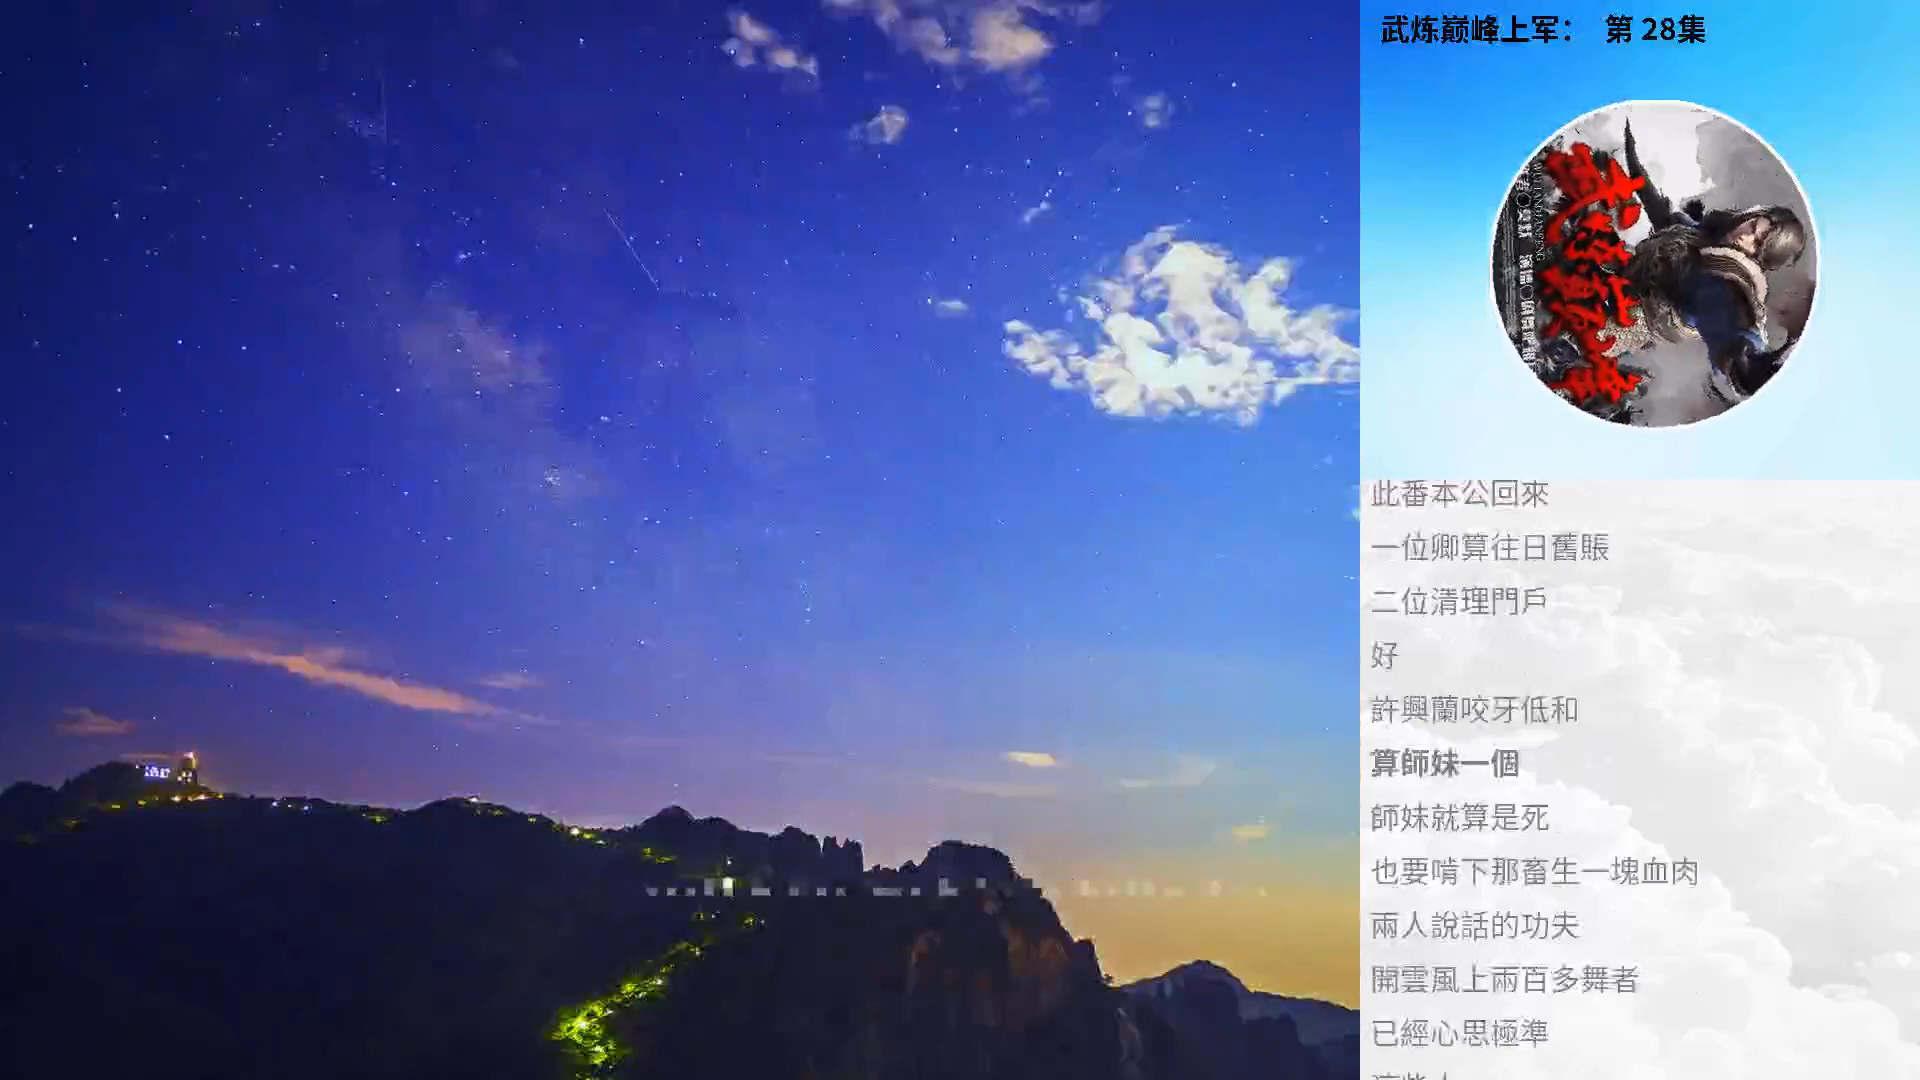 武炼巅峰上军： 第 28集
武炼巅峰
此番本公回來
一位卿算往日舊賬
二位清理門戶
好
許興蘭咬牙低和
算師妹一個
師妹就算是死
也要啃下那畜生一塊血肉
兩人說話的功夫
開雲風上兩百多舞者
已經心思極準